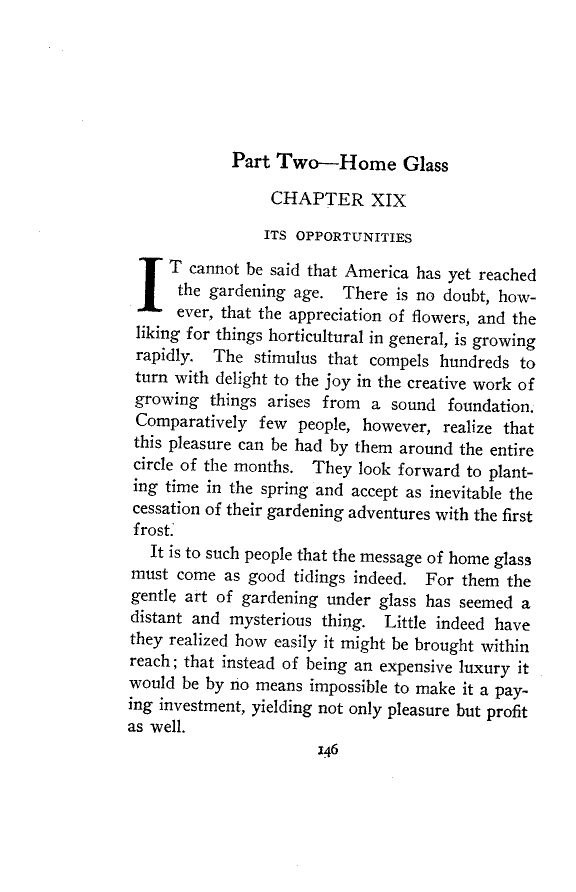 Part Two—Home Glass
CHAPTER XIX
ITS OPPORTUNITIES
IT cannot be said that America has yet reached
the gardening age. There is no doubt, how-
ever, that the appreciation of flowers, and the
liking for things horticultural in general, is growing
rapidly. The stimulus that compels hundreds to
turn with delight to the joy in the creative work of
growing things arises from a sound foundation.
Comparatively few people, however, realize that
this pleasure can be had by them around the entire
circle of the months. They look forward to plant-
ing time in the spring and accept as inevitable the
cessation of their gardening adventures with the first
frost.
It is to such people that the message of home glass
must come as good tidings indeed. For them the
gentle art of gardening under glass has seemed a
distant and mysterious thing. Little indeed have
they realized how easily it might be brought within
reach; that instead of being an expensive luxury it
would be by no means impossible to make it a pay-
ing investment, yielding not only pleasure but profit
as well.
146